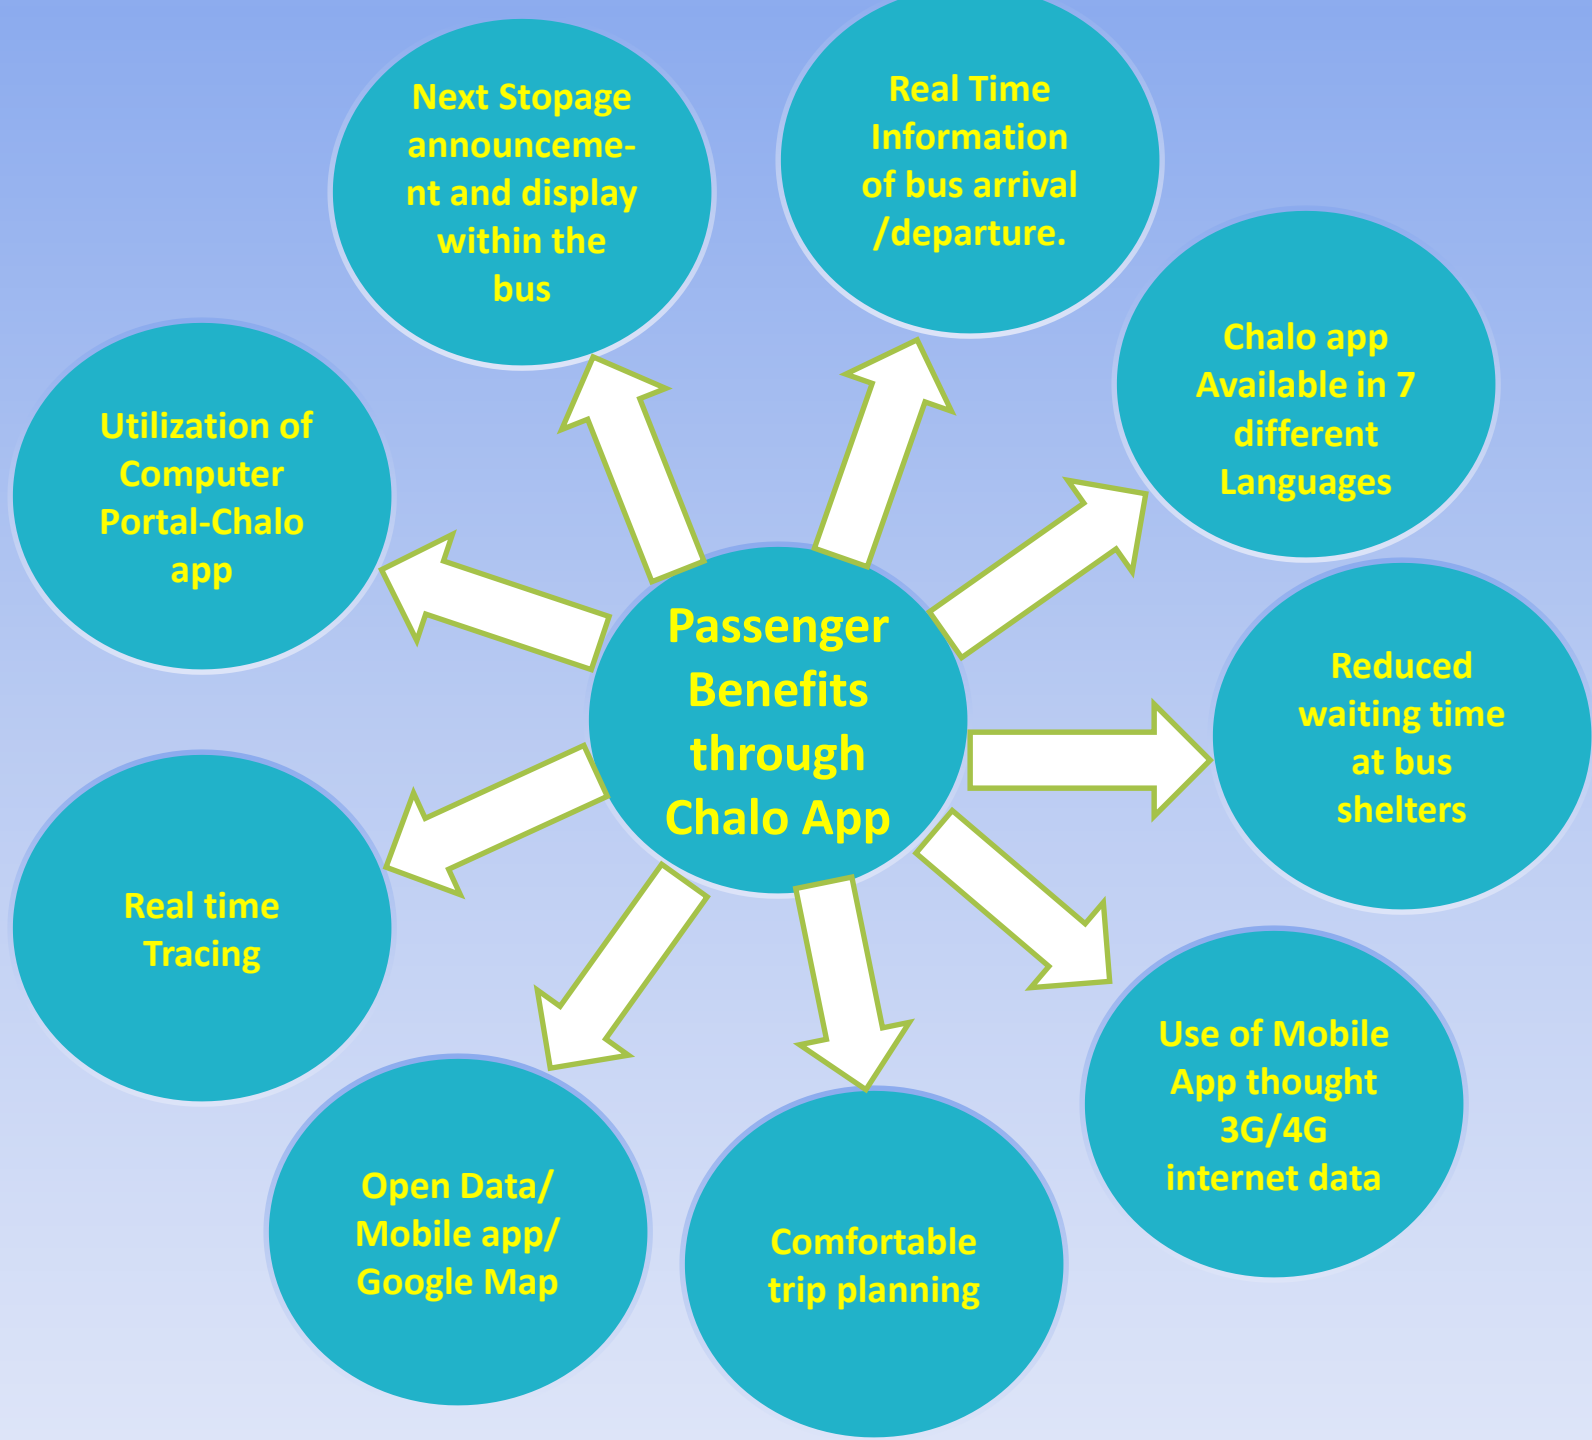 Next Stopage
announceme-
nt and display
within the
bus
Real Time
Information
of bus arrival
/departure.
Chalo app
Available in 7
different
Languages
Utilization of
Computer
Portal-Chalo
app
Passenger
Benefits
through
Chalo App
Reduced
waiting time
at bus
shelters
Real time
Tracing
Use of Mobile
App thought
3G/4G
internet data
Open Data/
Mobile app/
Google Map
Comfortable
trip planning